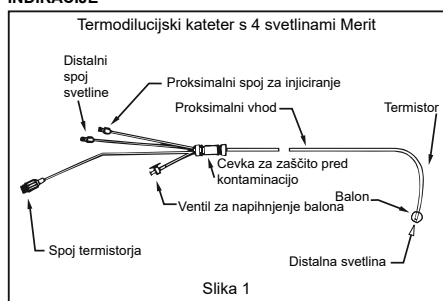 INDIKACIJE
Termodilucijski kateter s 4 svetlinami Merit
Distalni
spoj
svetline
Proksimalni spoj za injiciranje
Proksimalni vhod
Termistor
Cevka za zaščito pred
kontaminacijo
Ventil za napihnjenje balona
Balon
Spoj termistorja
Distalna svetlina
Slika 1